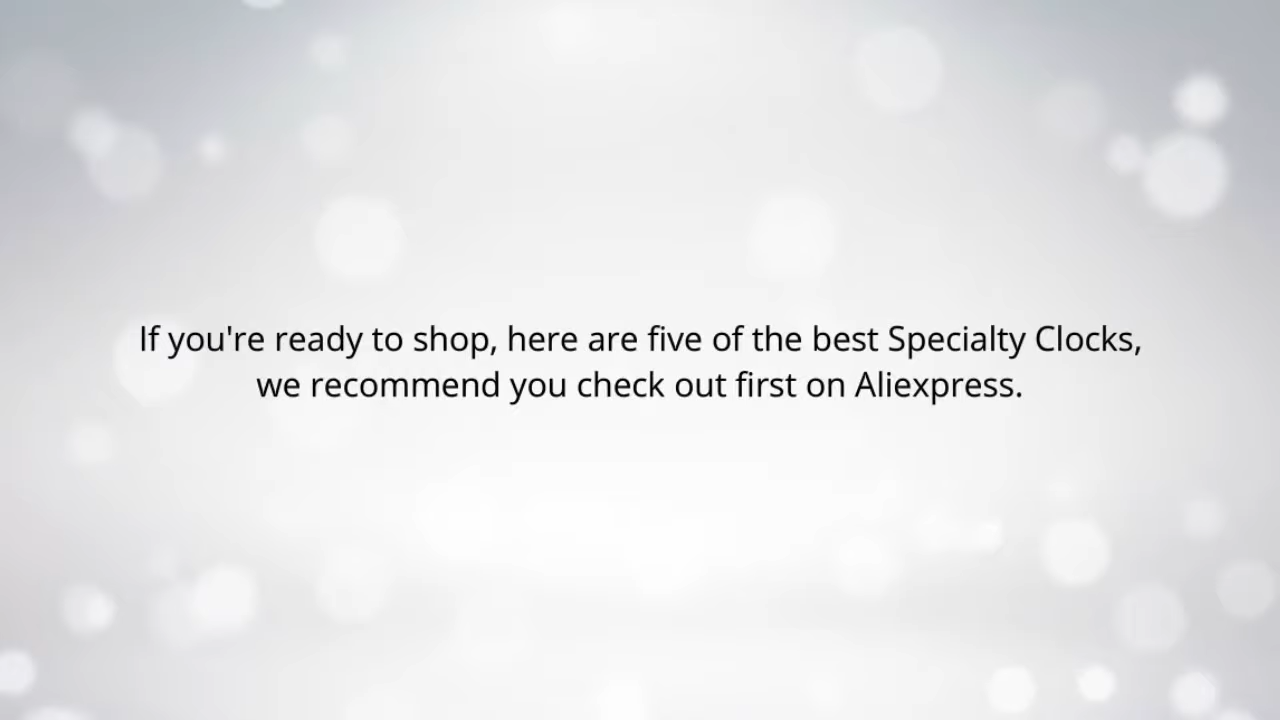 If you're ready to shop, here are five of the best Specialty Clocks,
we recommend you check out first on Aliexpress.